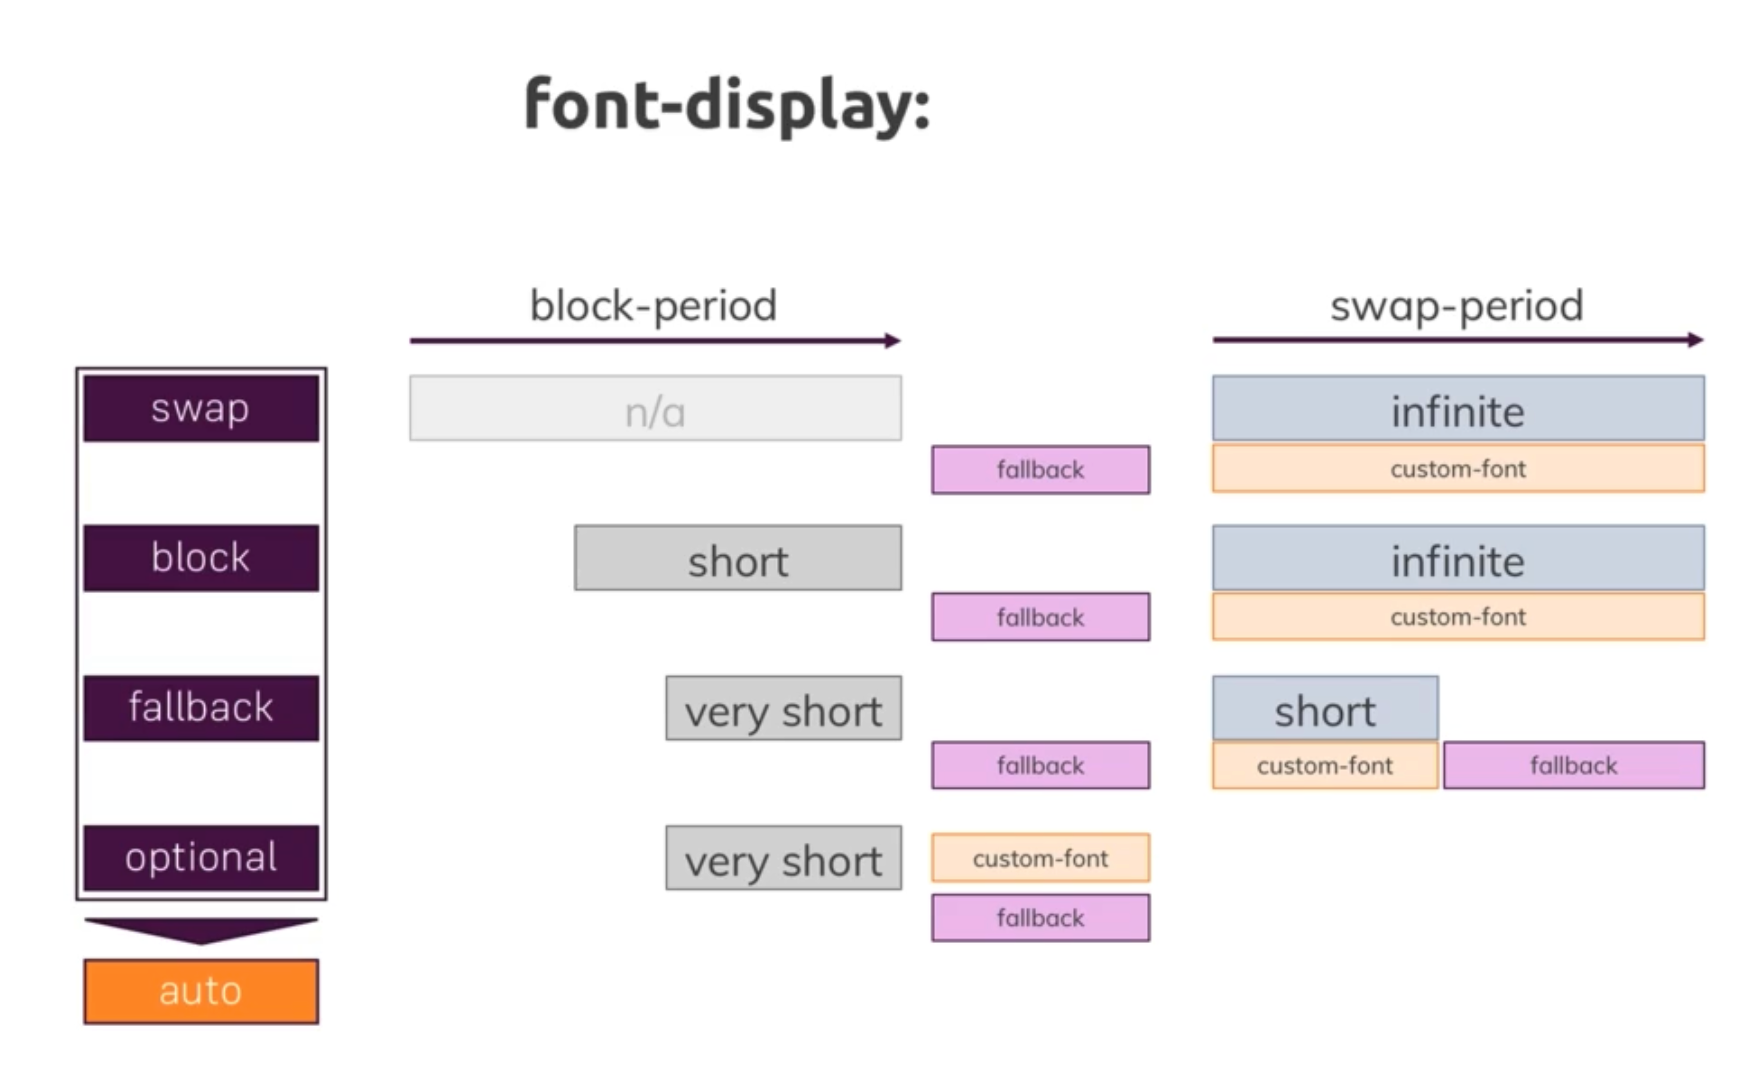 font-display:
block-period
swap-period
swap
n/a
infinite
fallback
custom-font
block
short
infinite
fallback
custom-font
fallback
very short
short
fallback
custom-font
fallback
optional
very short
custom-font
fallback
auto